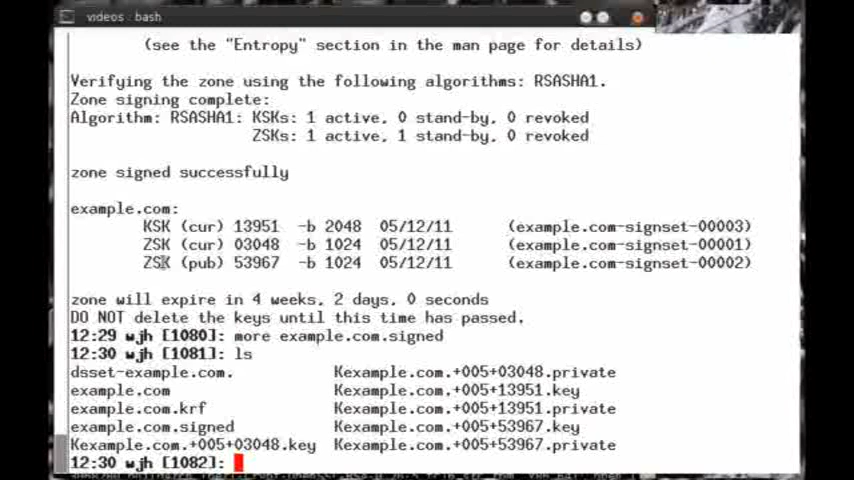 videos : bash
(see the "Entropy" section in the man page for details)
Verifying the zone using the following algorithms: RSASHA1.
Zone signing complete:
Algorithm: RSASHA1: KSKs: 1 active, 0 stand-by, 0 revoked
ZSKs: 1 active, 1 stand-by, 0 revoked
zone signed successfully
example.com:
KSK (cur) 13951 -b 2048 05/12/11 (example.com-signset-00003)
ZSK (cur) 03048 -b 1024 05/12/11 (example.com-signset-00001)
ZSK (pub) 53967 -b 1024 05/12/11 (example.com-signset-00002)
zone will expire in 4 weeks, 2 days, 0 seconds
DO NOT delete the keys until this time has passed.
12:29 wjh [1080]: more example.com.signed
12:30 wjh [1081]: ls
dsset-example.com. Kexample.com.+005+03048.private
example.com Kexample.com.+005+13951.key
example.com.krf Kexample.com.+005+13951.private
example.com.signed Kexample.com.+005+53967.key
Kexample.com.+005+03048.key Kexample.com.+005+53967.private
12:30 wjh [1082]: